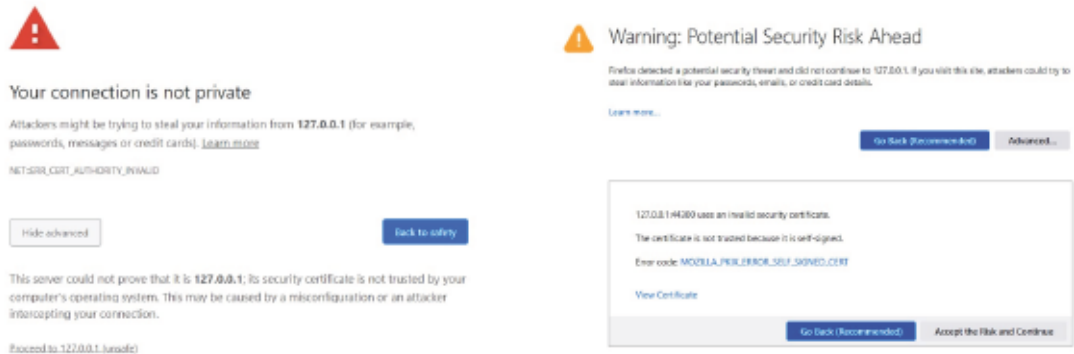 Your connection is not private
Attackers might be trying to steal your information from 127.0.0.1 (for example,
passwords, messages or credit cards). Learn more
NET::ERR_CERT_AUTHORITY_INVALID
Hide advanced
Back to safety
This server could not prove that it is 127.0.0.1; its security certificate is not trusted by your
computer's operating system. This may be caused by a misconfiguration or an attacker
intercepting your connection.
Proceed to 127.0.0.1 (unsafe)
Warning: Potential Security Risk Ahead
Firefox detected a potential security threat and did not continue to 127.0.0.1. If you visit this site, attackers could try to
steal information like your passwords, emails, or credit card details.
Learn more...
Go Back (Recommended)
Advanced...
127.0.0.1:44300 uses an invalid security certificate.
The certificate is not trusted because it is self-signed.
Error code: MOZILLA_PKIX_ERROR_SELF_SIGNED_CERT
View Certificate
Go Back (Recommended)
Accept the Risk and Continue